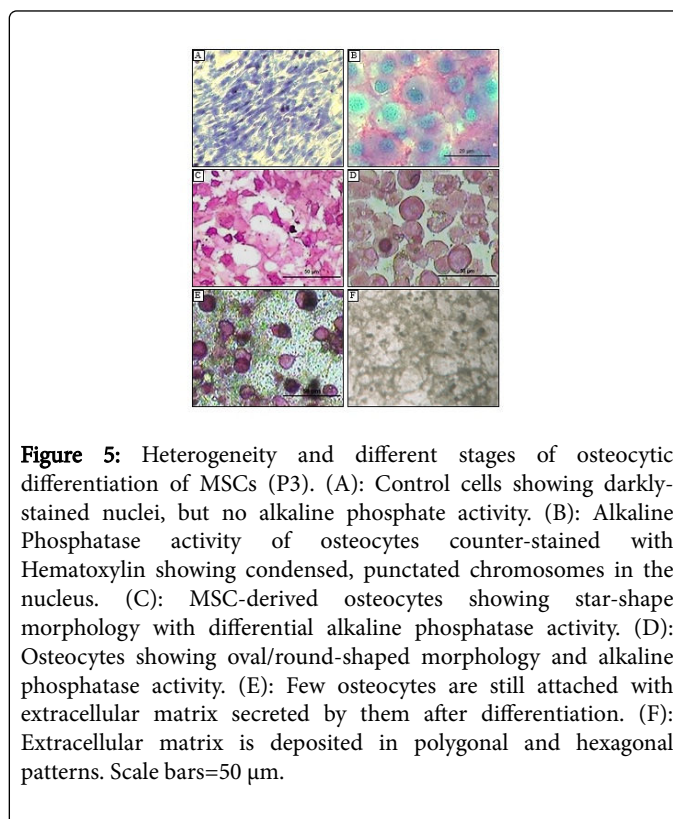 A
B
20 µm
C
D
50 µm
E
F
Figure 5: Heterogeneity and different stages of osteocytic
differentiation of MSCs (P3). (A): Control cells showing darkly-
stained nuclei, but no alkaline phosphate activity. (B): Alkaline
Phosphatase activity of osteocytes counter-stained with
Hematoxylin showing condensed, punctated chromosomes in the
nucleus. (C): MSC-derived osteocytes showing star-shape
morphology with differential alkaline phosphatase activity. (D):
Osteocytes showing oval/round-shaped morphology and alkaline
phosphatase activity. (E): Few osteocytes are still attached with
extracellular matrix secreted by them after differentiation. (F):
Extracellular matrix is deposited in polygonal and hexagonal
patterns. Scale bars=50 µm.